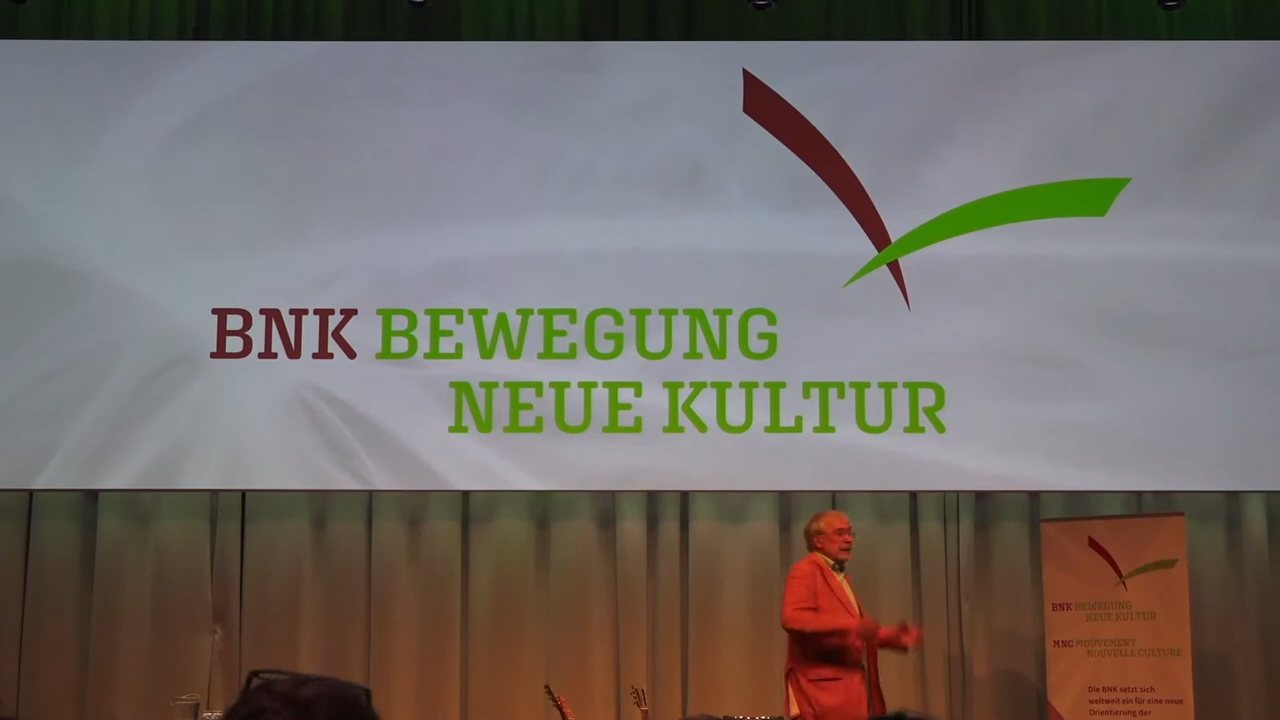 BNK BEWEGUNG
NEUE KULTUR
BNK BEWEGUNG
NEUE KULTUR
MNC MOUVEMENT
NOUVELLE CULTURE
Die BNK setzt sich
weltweit ein für eine neue
Orientierung der